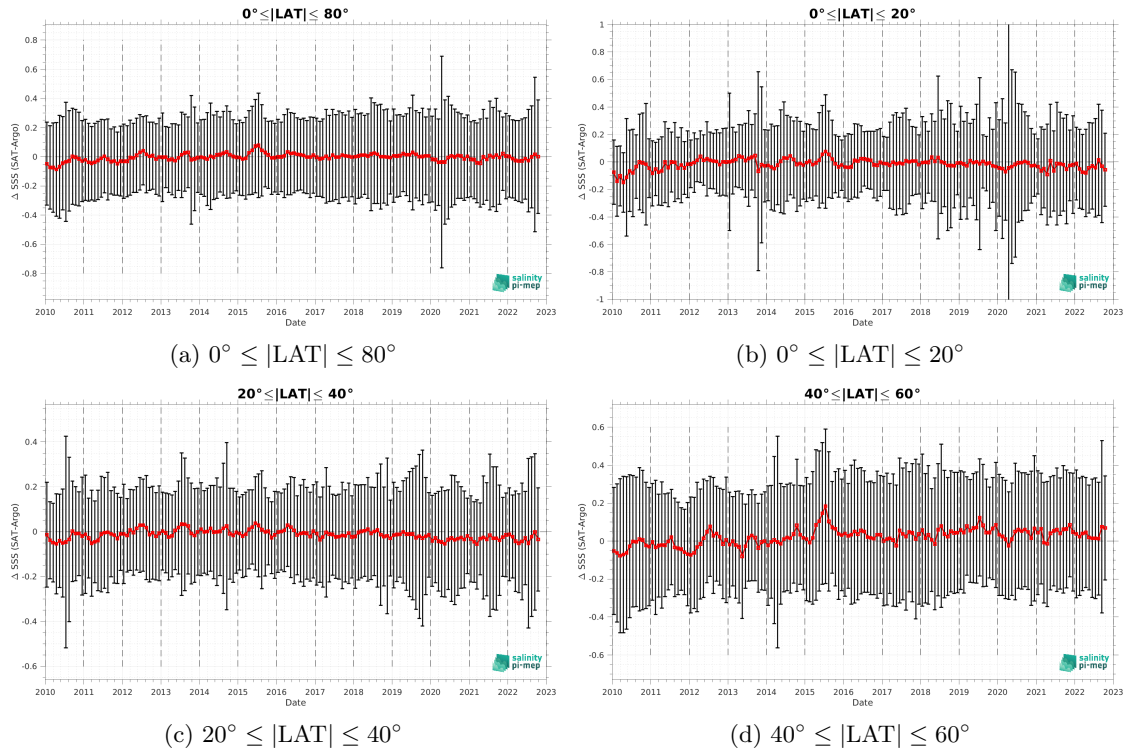 0°≤|LAT|≤ 80°
Δ SSS (SAT-Argo)
0.8
0.6
0.4
0.2
0
-0.2
-0.4
-0.6
-0.8
2010 2011 2012 2013 2014 2015 2016 2017 2018 2019 2020 2021 2022 2023
Date
salinity
pi-mep
(a) 0° ≤ |LAT| ≤ 80°
0°≤|LAT|≤ 20°
Δ SSS (SAT-Argo)
1
0.8
0.6
0.4
0.2
0
-0.2
-0.4
-0.6
-0.8
-1
2010 2011 2012 2013 2014 2015 2016 2017 2018 2019 2020 2021 2022 2023
Date
salinity
pi-mep
(b) 0° ≤ |LAT| ≤ 20°
20°≤|LAT|≤ 40°
Δ SSS (SAT-Argo)
0.4
0.2
0
-0.2
-0.4
-0.6
2010 2011 2012 2013 2014 2015 2016 2017 2018 2019 2020 2021 2022 2023
Date
salinity
pi-mep
(c) 20° ≤ |LAT| ≤ 40°
40°≤|LAT|≤ 60°
Δ SSS (SAT-Argo)
0.6
0.4
0.2
0
-0.2
-0.4
-0.6
2010 2011 2012 2013 2014 2015 2016 2017 2018 2019 2020 2021 2022 2023
Date
salinity
pi-mep
(d) 40° ≤ |LAT| ≤ 60°